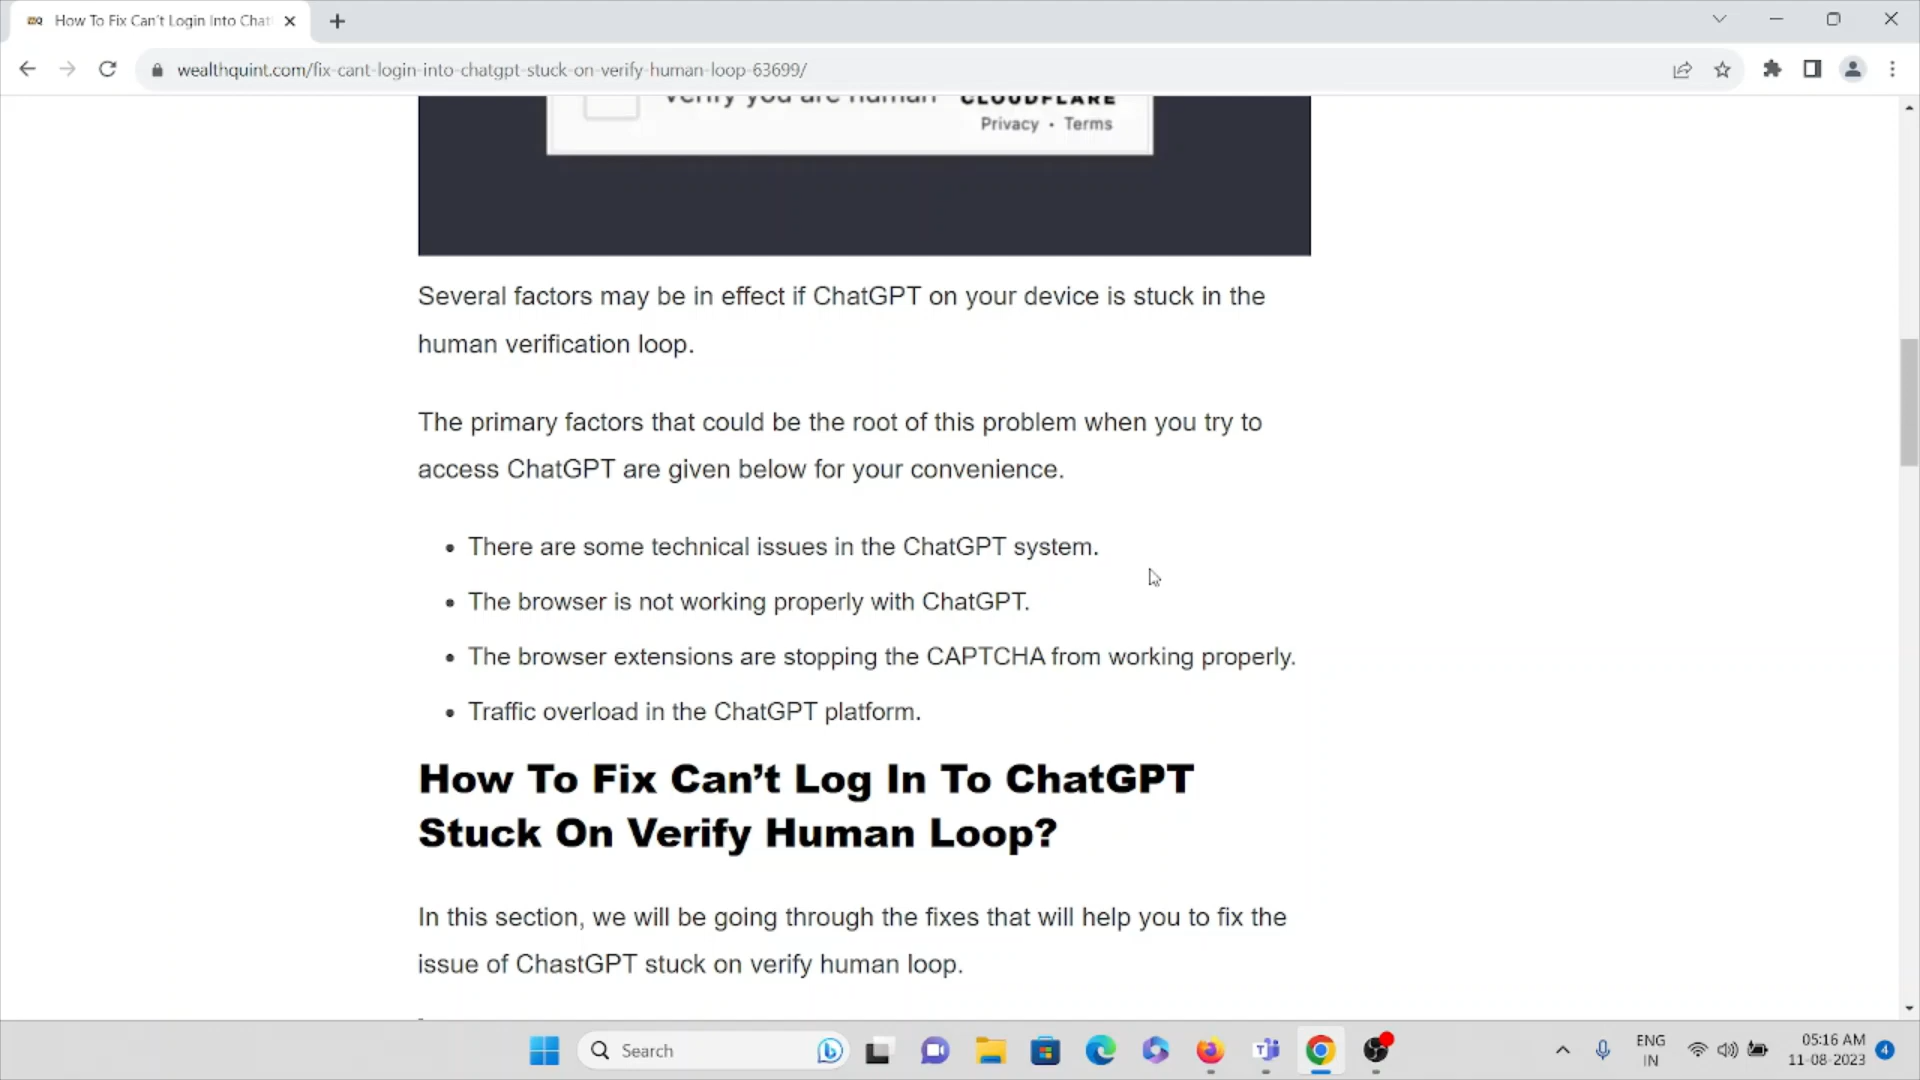 How To Fix Can't Login Into Chat
wealthquint.com/fix-cant-login-into-chatgpt-stuck-on-verify-human-loop-63699/
verify you are human CLOUDFLARE
Privacy • Terms
Several factors may be in effect if ChatGPT on your device is stuck in the
human verification loop.
The primary factors that could be the root of this problem when you try to
access ChatGPT are given below for your convenience.
• There are some technical issues in the ChatGPT system.
• The browser is not working properly with ChatGPT.
• The browser extensions are stopping the CAPTCHA from working properly.
• Traffic overload in the ChatGPT platform.
How To Fix Can’t Log In To ChatGPT
Stuck On Verify Human Loop?
In this section, we will be going through the fixes that will help you to fix the
issue of ChastGPT stuck on verify human loop.
Search
ENG
IN
05:16 AM
11-08-2023
4